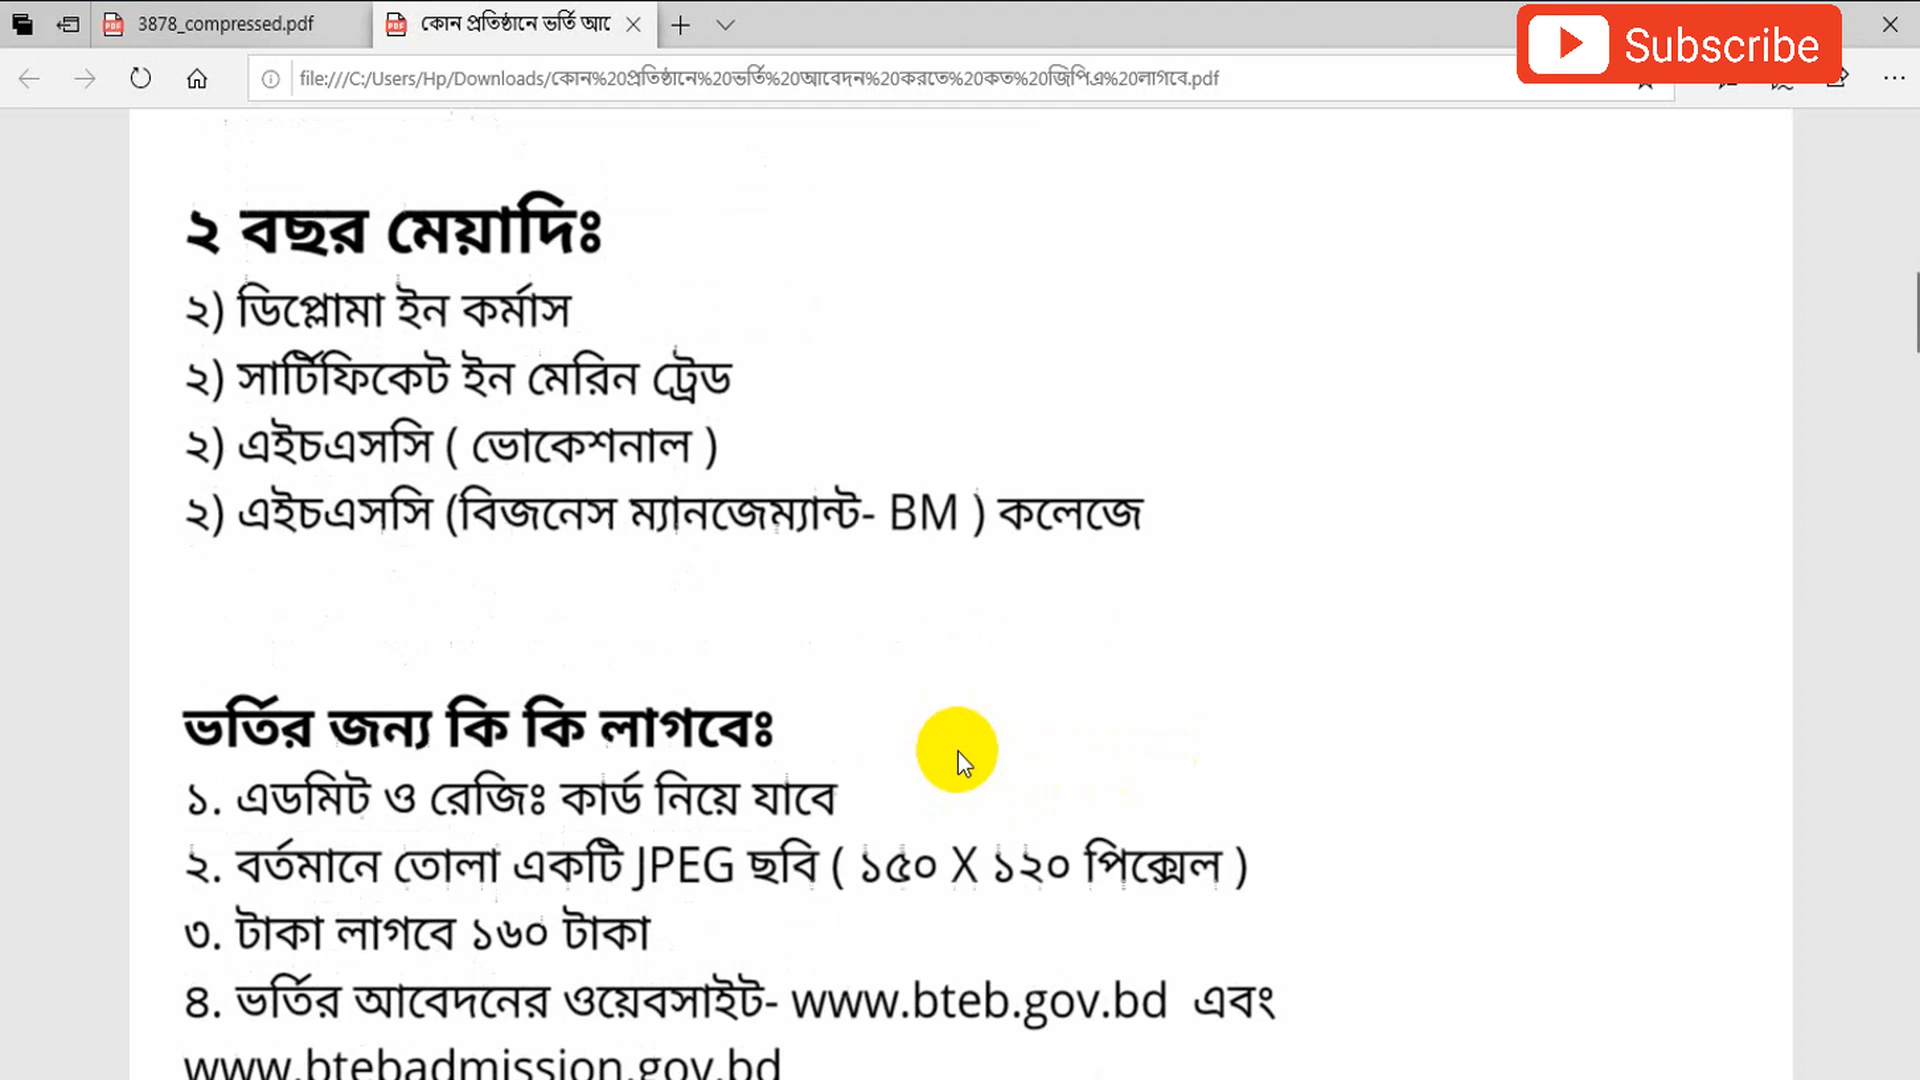 3878_compressed.pdf
কোন প্রতিষ্ঠানে ভর্তি আে
Subscribe
file:///C:/Users/Hp/Downloads/কোন%20প্রতিষ্ঠানে%20ভর্তি%20আবেদন%20করতে%20কত%20জিপিএ%20লাগবে.pdf
২ বছর মেয়াদিঃ
২) ডিপ্লোমা ইন কর্মাস
২) সার্টিফিকেট ইন মেরিন ট্রেড
২) এইচএসসি ( ভোকেশনাল )
২) এইচএসসি (বিজনেস ম্যানজেম্যান্ট- BM ) কলেজে
ভর্তির জন্য কি কি লাগবেঃ
১. এডমিট ও রেজিঃ কার্ড নিয়ে যাবে
২. বর্তমানে তোলা একটি JPEG ছবি ( ১৫০ X ১২০ পিক্সেল )
৩. টাকা লাগবে ১৬০ টাকা
৪. ভর্তির আবেদনের ওয়েবসাইট- www.bteb.gov.bd এবং
www.btebadmission.gov.bd